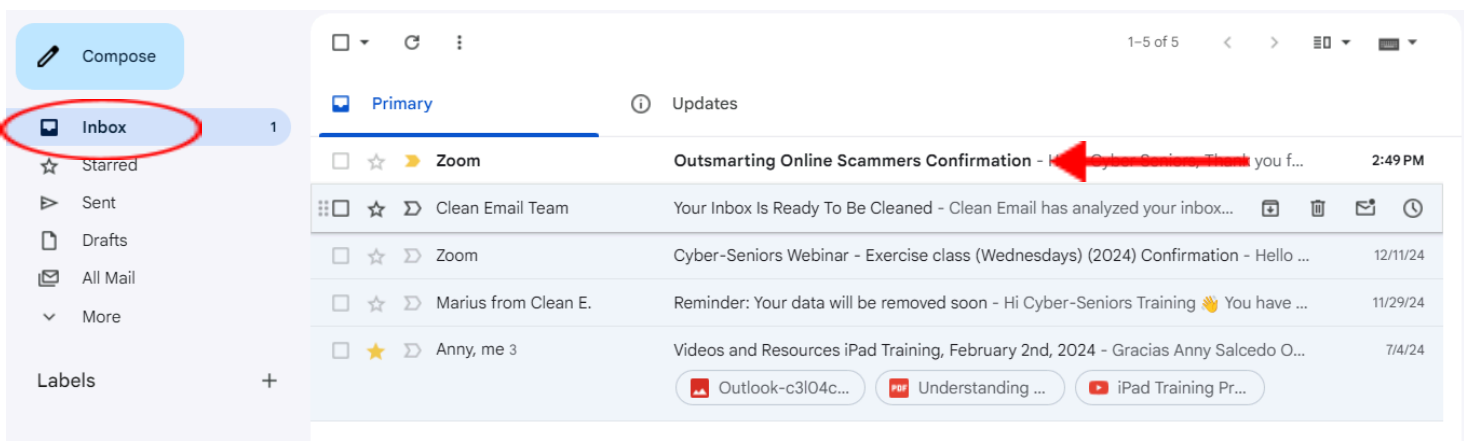 Compose
1–5 of 5
Primary
Updates
Inbox 1
Zoom Outsmarting Online Scammers Confirmation - Cyber Seniors, Thank you f... 2:49 PM
Starred
Sent
Clean Email Team Your Inbox Is Ready To Be Cleaned - Clean Email has analyzed your inbox...
Drafts
Zoom Cyber-Seniors Webinar - Exercise class (Wednesdays) (2024) Confirmation - Hello ... 12/11/24
All Mail
Marius from Clean E. Reminder: Your data will be removed soon - Hi Cyber-Seniors Training 👋 You have ... 11/29/24
More
Anny, me 3 Videos and Resources iPad Training, February 2nd, 2024 - Gracias Anny Salcedo O... 7/4/24
Labels
Outlook-c3l04c... PDF Understanding ... iPad Training Pr...